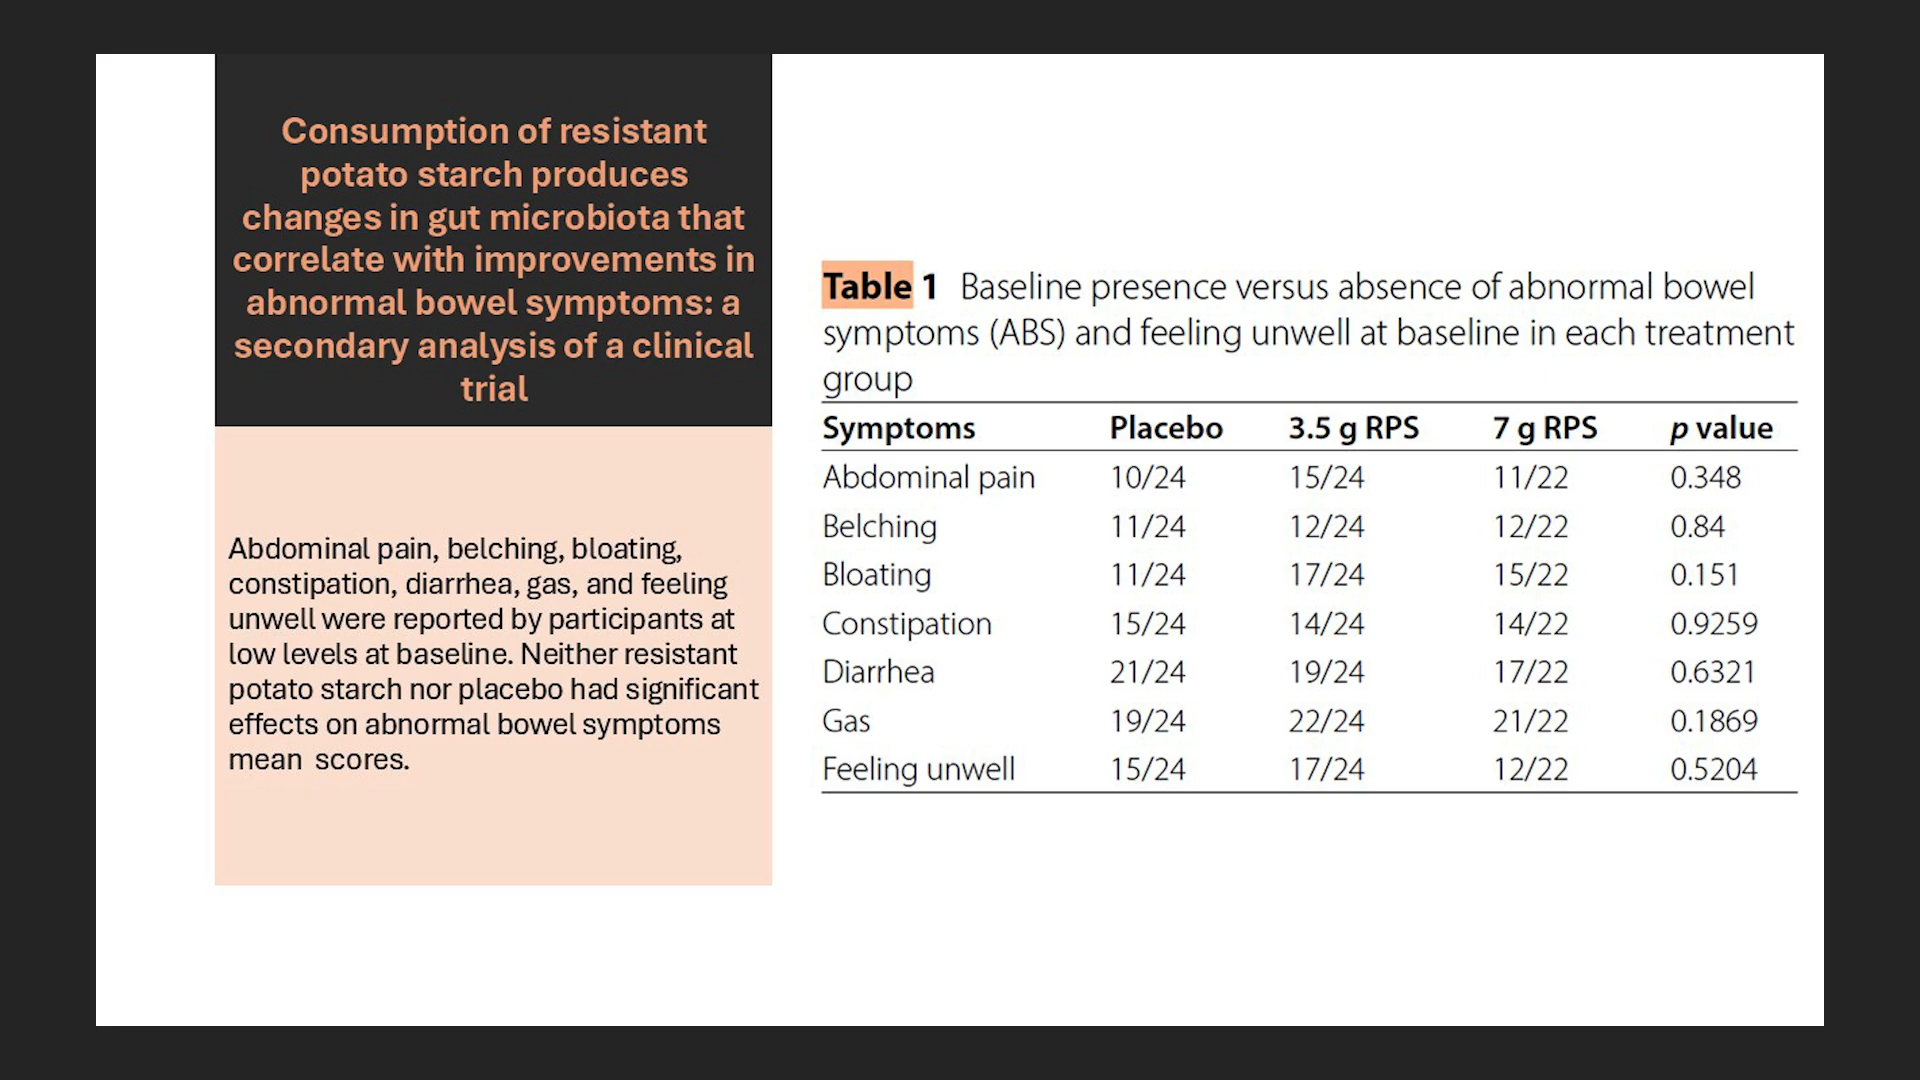 Consumption of resistant
potato starch produces
changes in gut microbiota that
correlate with improvements in
abnormal bowel symptoms: a
secondary analysis of a clinical
trial
Abdominal pain, belching, bloating,
constipation, diarrhea, gas, and feeling
unwell were reported by participants at
low levels at baseline. Neither resistant
potato starch nor placebo had significant
effects on abnormal bowel symptoms
mean scores.
Table 1 Baseline presence versus absence of abnormal bowel
symptoms (ABS) and feeling unwell at baseline in each treatment
group
Symptoms Placebo 3.5 g RPS 7 g RPS p value
Abdominal pain 10/24 15/24 11/22 0.348
Belching 11/24 12/24 12/22 0.84
Bloating 11/24 17/24 15/22 0.151
Constipation 15/24 14/24 14/22 0.9259
Diarrhea 21/24 19/24 17/22 0.6321
Gas 19/24 22/24 21/22 0.1869
Feeling unwell 15/24 17/24 12/22 0.5204